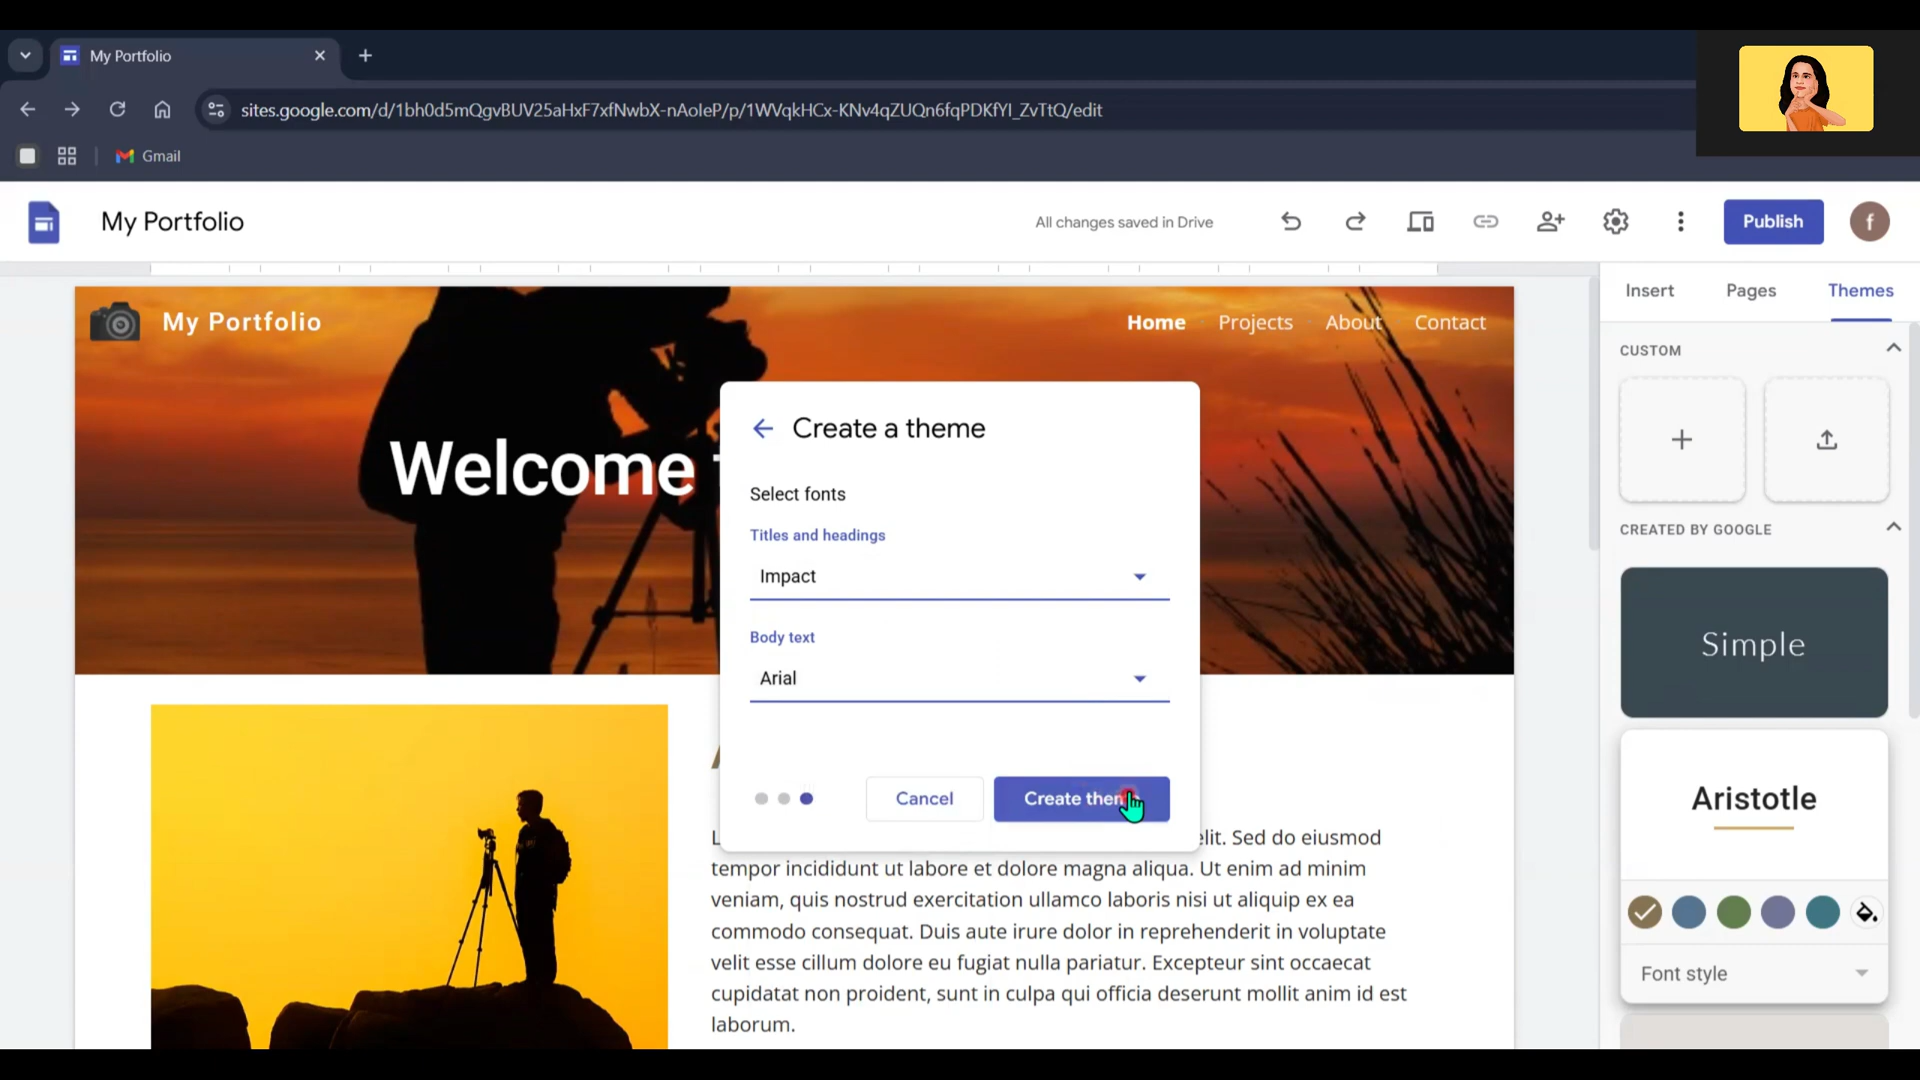 My Portfolio
sites.google.com/d/1bh0d5mQgvBUV25aHxF7xfNwbX-nAoIeP/p/1WVqkHCx-KNv4qZUQn6fqPDKfYl_ZvTtQ/edit
Gmail
My Portfolio
All changes saved in Drive
Publish
f
Insert
Pages
Themes
My Portfolio
Home
Projects
About
Contact
CUSTOM
Welcome
CREATED BY GOOGLE
Simple
Aristotle
Font style
Create a theme
Select fonts
Titles and headings
Impact
Body text
Arial
Cancel
Create
elit. Sed do eiusmod
tempor incididunt ut labore et dolore magna aliqua. Ut enim ad minim
veniam, quis nostrud exercitation ullamco laboris nisi ut aliquip ex ea
commodo consequat. Duis aute irure dolor in reprehenderit in voluptate
velit esse cillum dolore eu fugiat nulla pariatur. Excepteur sint occaecat
cupidatat non proident, sunt in culpa qui officia deserunt mollit anim id est
laborum.